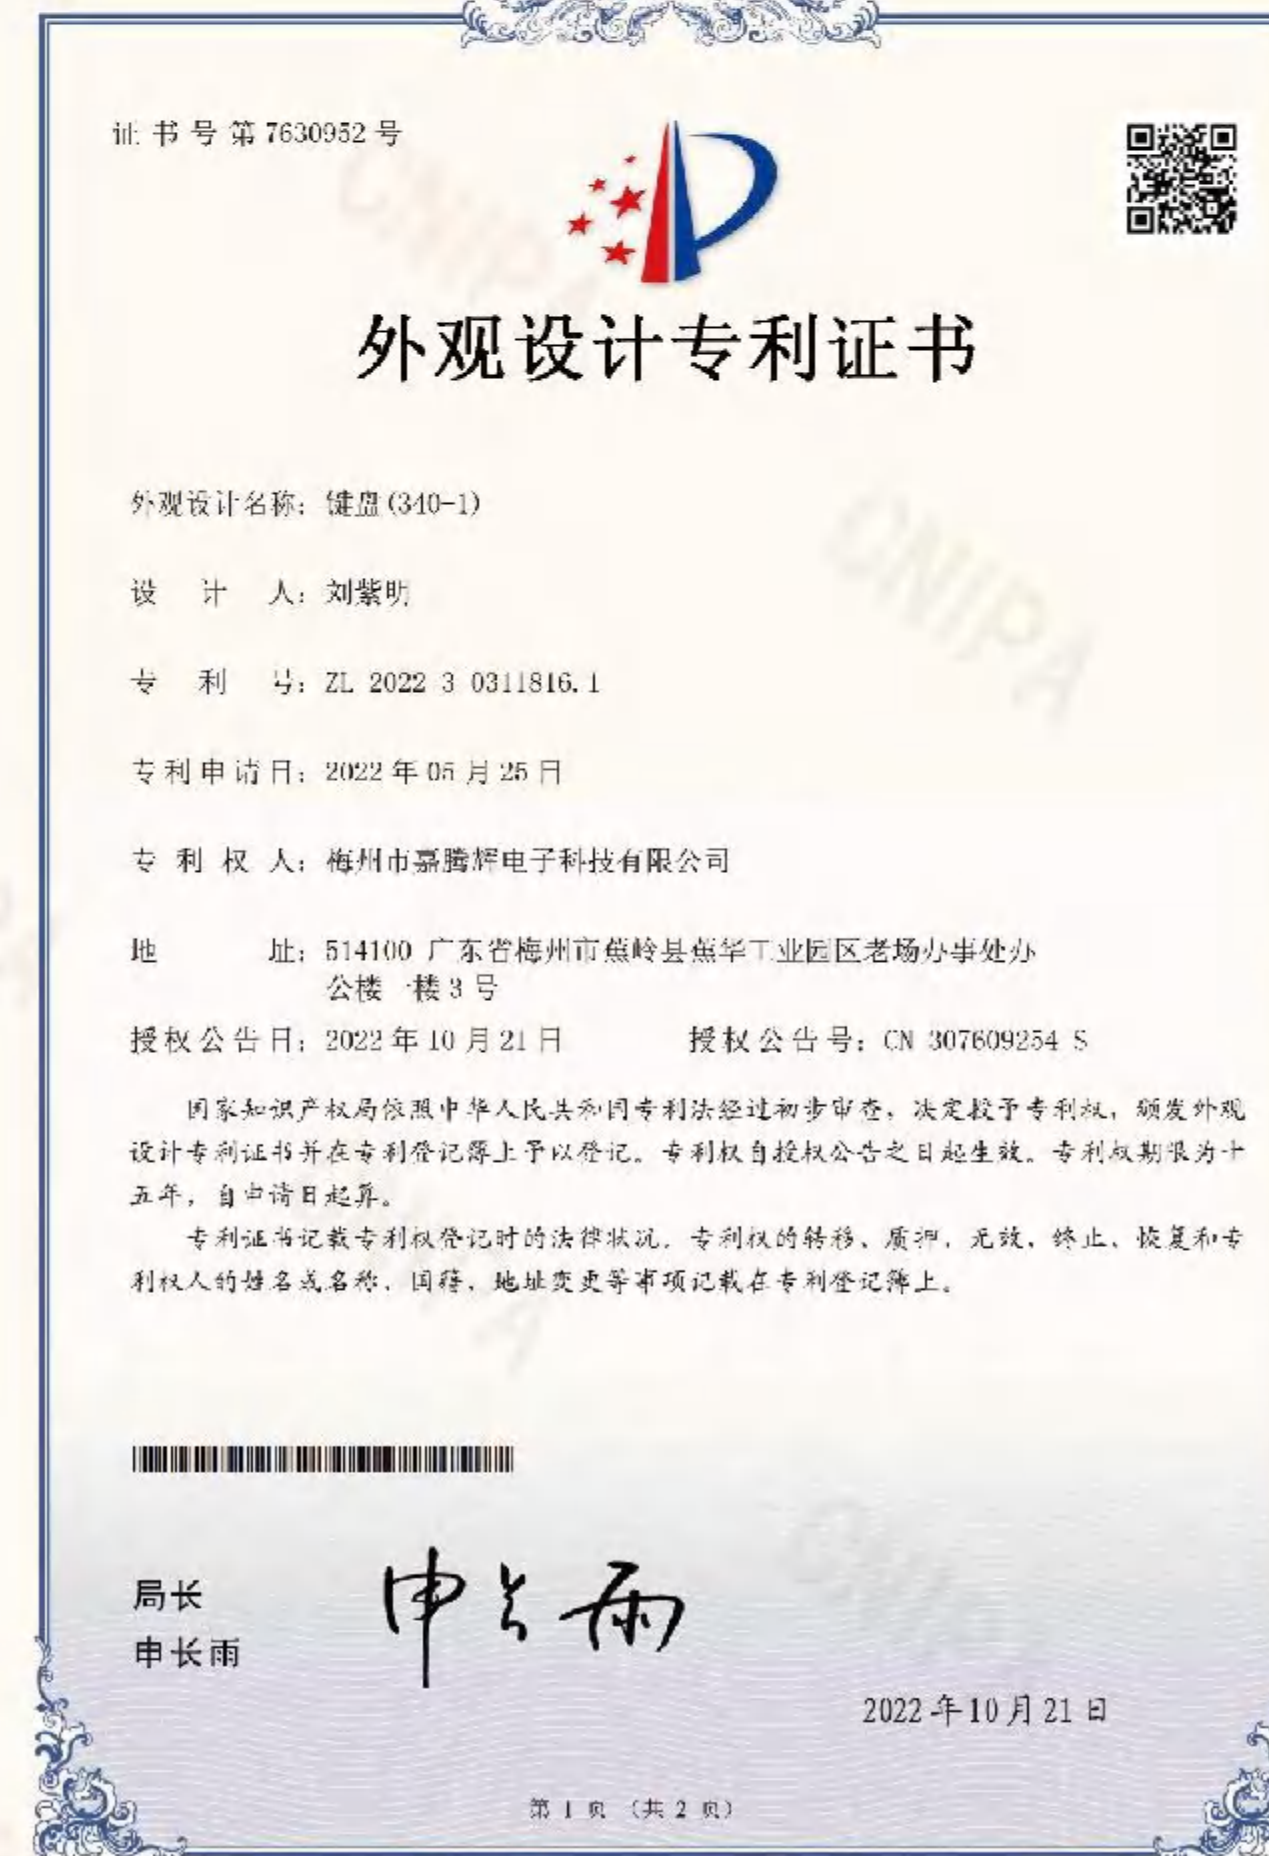 证书号第7630952号
外观设计专利证书
外观设计名称：键盘(340-1)
设计人：刘紫明
专利号：ZL 2022 3 0311816.1
专利申请日：2022年05月25日
专利权人：梅州市嘉腾辉电子科技有限公司
地址：514100 广东省梅州市蕉岭县蕉华工业园区老场办事处办
公楼一楼3号
授权公告日：2022年10月21日 授权公告号：CN 307609254 S
国家知识产权局依照中华人民共和国专利法经过初步审查，决定授予专利权，颁发外观
设计专利证书并在专利登记簿上予以登记。专利权自授权公告之日起生效。专利权期限为十
五年，自申请日起算。
专利证书记载专利权登记时的法律状况。专利权的转移、质押、无效、终止、恢复和专
利权人的姓名或名称、国籍、地址变更等事项记载在专利登记簿上。
局长
申长雨
申长雨
2022年10月21日
第 1 页 （共 2 页）
CNIPA
CNIPA
CNIPA